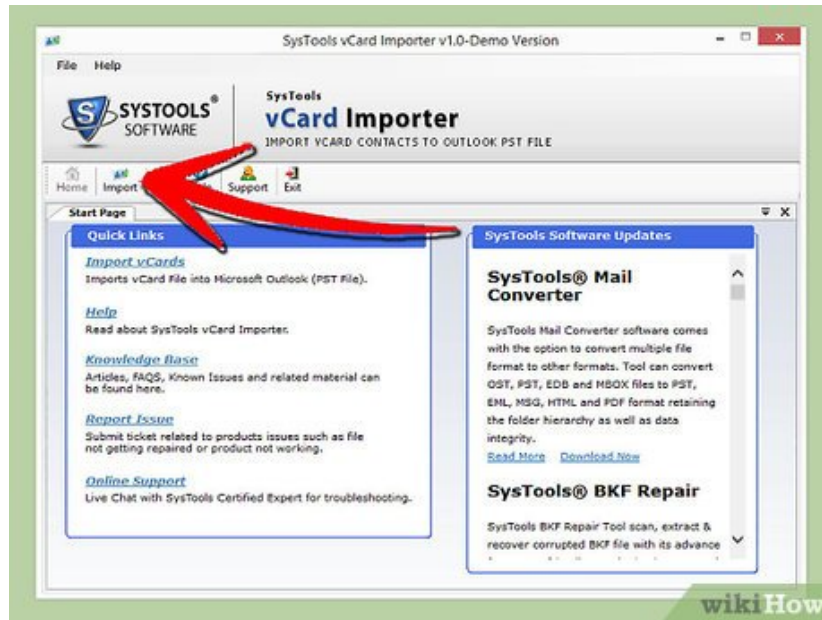 SysTools vCard Importer v1.0-Demo Version
File Help
SYSTOOLS®
SOFTWARE
SysTools
vCard Importer
IMPORT VCARD CONTACTS TO OUTLOOK PST FILE
Home Import Support Exit
Start Page
Quick Links
Import vCards
Imports vCard File into Microsoft Outlook (PST File).
Help
Read about SysTools vCard Importer.
Knowledge Base
Articles, FAQS, Known Issues and related material can
be found here.
Report Issue
Submit ticket related to products issues such as file
not getting repaired or product not working.
Online Support
Live Chat with SysTools Certified Expert for troubleshooting.
SysTools Software Updates
SysTools® Mail
Converter
SysTools Mail Converter software comes
with the option to convert multiple file
format to other formats. Tool can convert
OST, PST, EDB and MBOX files to PST,
EML, MSG, HTML and PDF format retaining
the folder hierarchy as well as data
integrity.
Read More Download Now
SysTools® BKF Repair
SysTools BKF Repair Tool scan, extract &
recover corrupted BKF file with its advance
wikiHow